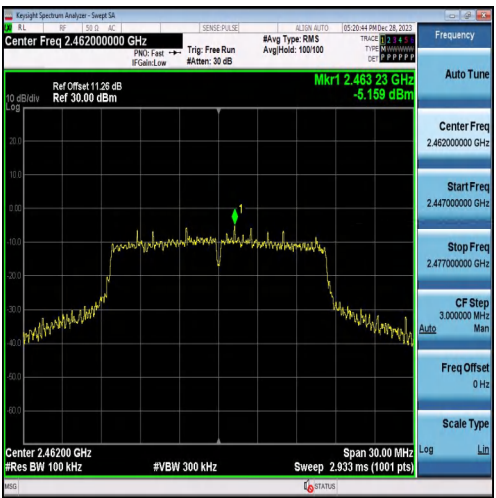 Keysight Spectrum Analyzer - Swept SA
RL RF 50 Ω AC SENSE:PULSE ALIGN AUTO 05:20:44 PM Dec 28, 2023
Center Freq 2.462000000 GHz
PNO: Fast
IFGain:Low
Trig: Free Run
#Atten: 30 dB
#Avg Type: RMS
Avg|Hold: 100/100
TRACE 1 2 3 4 5 6
TYPE M W W W W W
DET P P P P P P
Frequency
Mkr1 2.463 23 GHz
-5.159 dBm
Ref Offset 11.26 dB
Ref 30.00 dBm
10 dB/div
Log
20.0
10.0
0.00
-10.0
-20.0
-30.0
-40.0
-50.0
-60.0
1
Center 2.46200 GHz
#Res BW 100 kHz
#VBW 300 kHz
Span 30.00 MHz
Sweep 2.933 ms (1001 pts)
Auto Tune
Center Freq
2.462000000 GHz
Start Freq
2.447000000 GHz
Stop Freq
2.477000000 GHz
CF Step
3.000000 MHz
Auto Man
Freq Offset
0 Hz
Scale Type
Log Lin
MSG
STATUS